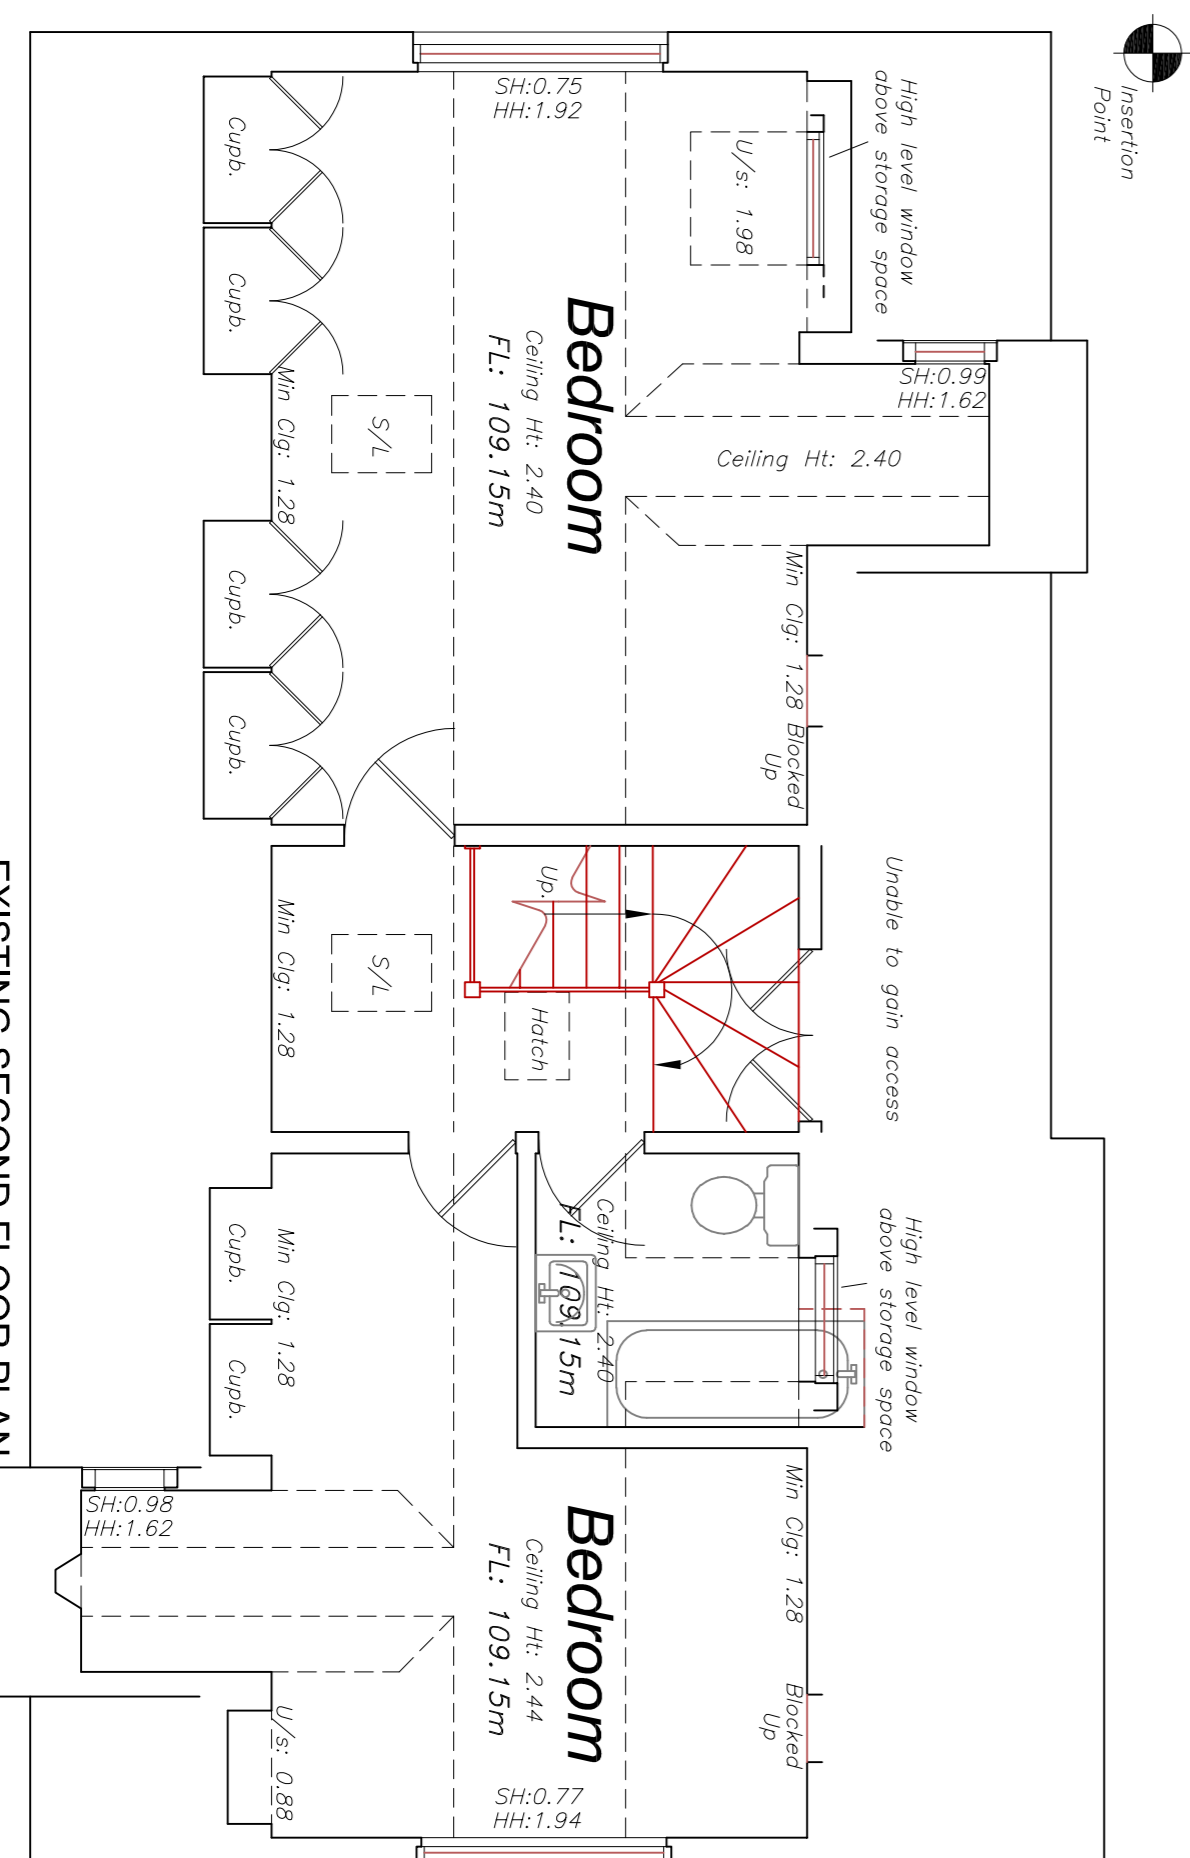 Insertion
Point
High level window
above storage space
SH:0.75
HH:1.92
U/s: 1.98
Cupb.
Cupb.
Bedroom
Ceiling Ht: 2.40
FL: 109.15m
SH:0.99
HH:1.62
Ceiling Ht: 2.40
S/L
Min Clg: 1.28
Min Clg: 1.28
Blocked
Up
Cupb.
Cupb.
Unable to gain access
Up.
Hatch
S/L
Min Clg: 1.28
High level window
above storage space
Ceiling Ht: 2.40
FL: 109.15m
Min Clg: 1.28
Cupb.
Cupb.
EXISTING SECOND FLOOR PLAN
SH:0.98
HH:1.62
Min Clg: 1.28
Bedroom
Ceiling Ht: 2.44
FL: 109.15m
Blocked
Up
U/s: 0.88
SH:0.77
HH:1.94